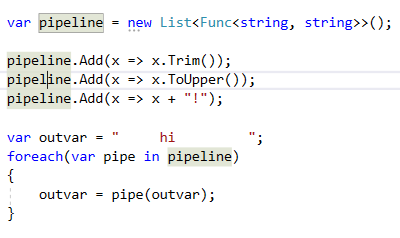 var pipeline = new List<Func<string, string>>();
pipeline.Add(x => x.Trim());
pipeline.Add(x => x.ToUpper());
pipeline.Add(x => x + "!");
var outvar = "     hi          ";
foreach(var pipe in pipeline)
{
    outvar = pipe(outvar);
}